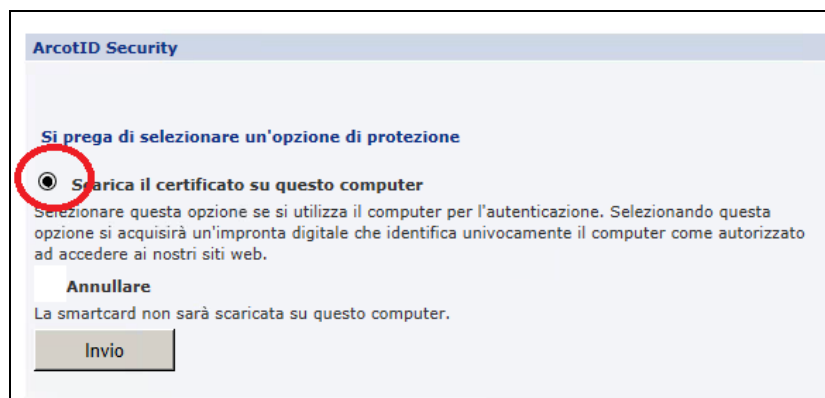 ArcotID Security
Si prega di selezionare un'opzione di protezione
Scarica il certificato su questo computer
Selezionare questa opzione se si utilizza il computer per l'autenticazione. Selezionando questa
opzione si acquisirà un'impronta digitale che identifica univocamente il computer come autorizzato
ad accedere ai nostri siti web.
Annullare
La smartcard non sarà scaricata su questo computer.
Invio